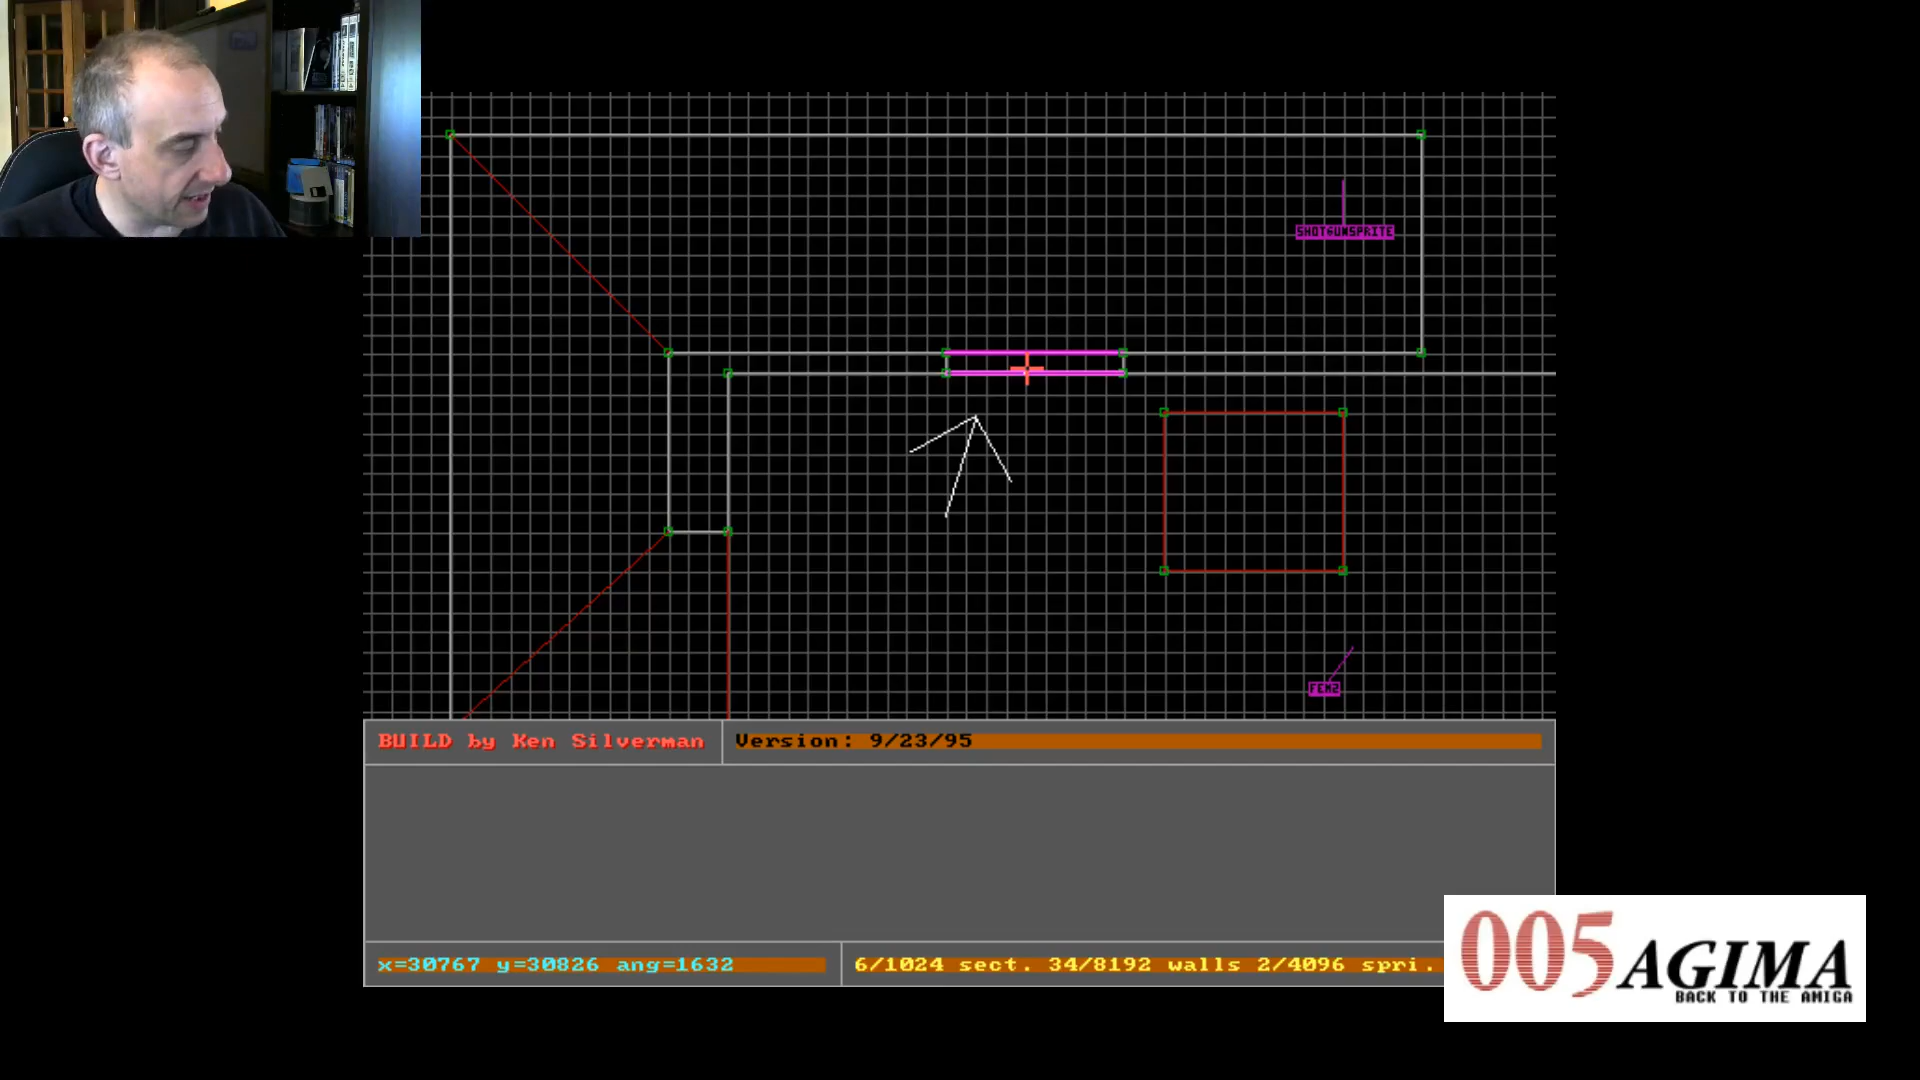 SHOTGUNSPRITE
FEM2
BUILD by Ken Silverman
Version: 9/23/95
x=30767 y=30826 ang=1632
6/1024 sect. 34/8192 walls 2/4096 spri.
005AGIMA
BACK TO THE AMIGA